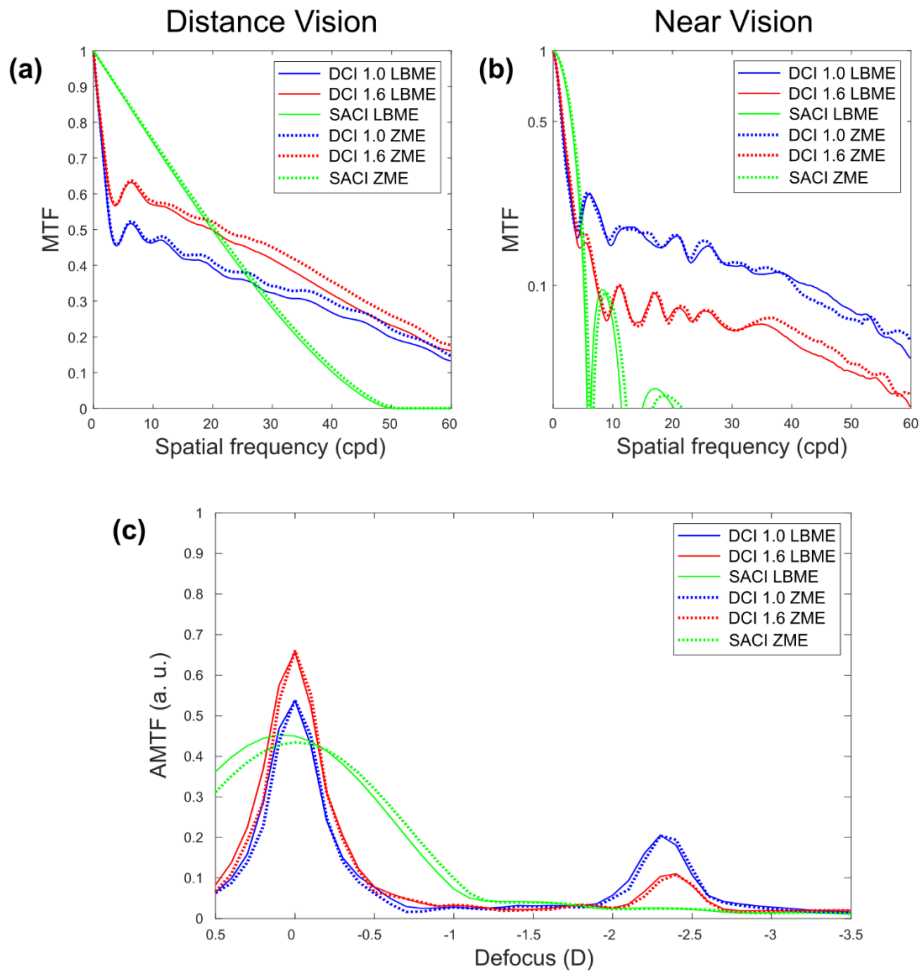 Distance Vision
Near Vision
(a)
1
0.9
0.8
0.7
0.6
0.5
0.4
0.3
0.2
0.1
0
MTF
DCI 1.0 LBME
DCI 1.6 LBME
SACI LBME
DCI 1.0 ZME
DCI 1.6 ZME
SACI ZME
0 10 20 30 40 50 60
Spatial frequency (cpd)
(b)
1
0.5
0.1
MTF
DCI 1.0 LBME
DCI 1.6 LBME
SACI LBME
DCI 1.0 ZME
DCI 1.6 ZME
SACI ZME
0 10 20 30 40 50 60
Spatial frequency (cpd)
(c)
1
0.9
0.8
0.7
0.6
0.5
0.4
0.3
0.2
0.1
0
AMTF (a. u.)
DCI 1.0 LBME
DCI 1.6 LBME
SACI LBME
DCI 1.0 ZME
DCI 1.6 ZME
SACI ZME
0.5 0 -0.5 -1 -1.5 -2 -2.5 -3 -3.5
Defocus (D)